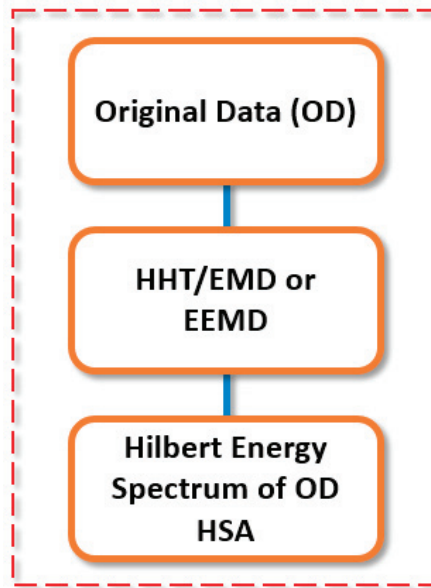 Original Data (OD)
HHT/EMD or
EEMD
Hilbert Energy
Spectrum of OD
HSA